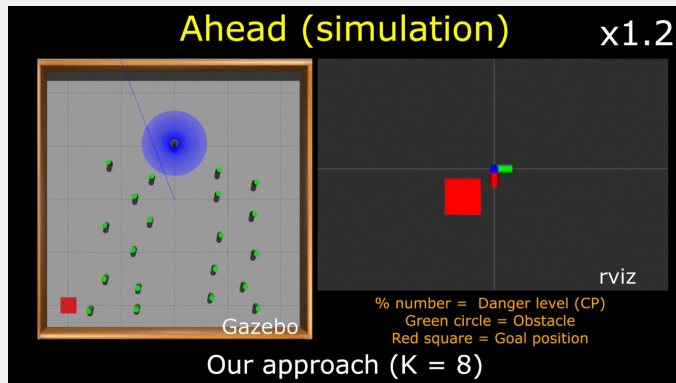 Ahead (simulation)
x1.2
Gazebo
rviz
% number = Danger level (CP)
Green circle = Obstacle
Red square = Goal position
Our approach (K = 8)